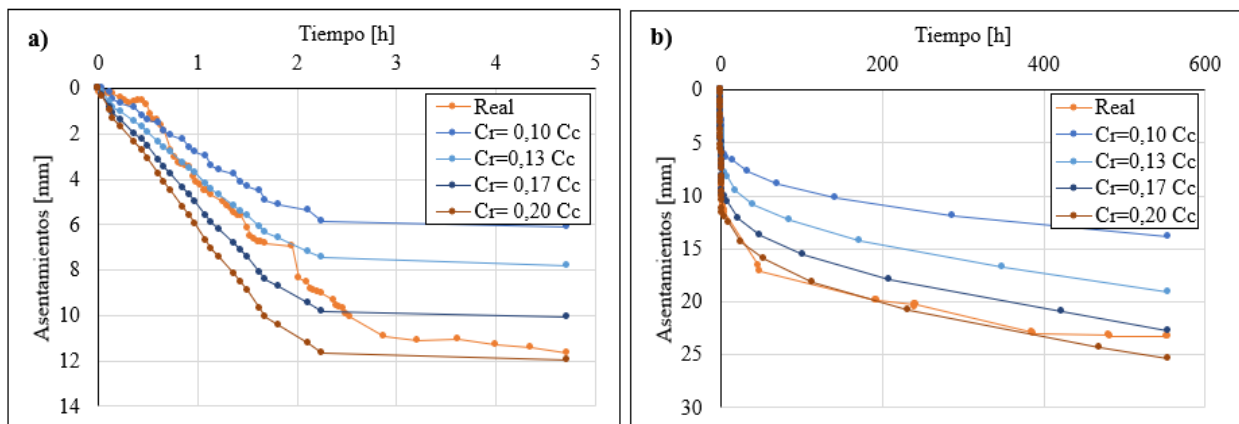 a)
Tiempo [h]
0 1 2 3 4 5
Asentamientos [mm]
0
2
4
6
8
10
12
14
Real
Cr= 0,10 Cc
Cr=0,13 Cc
Cr= 0,17 Cc
Cr= 0,20 Cc
b)
Tiempo [h]
0 200 400 600
Asentamientos [mm]
0
5
10
15
20
25
30
Real
Cr=0,10 Cc
Cr=0,13 Cc
Cr=0,17 Cc
Cr=0,20 Cc